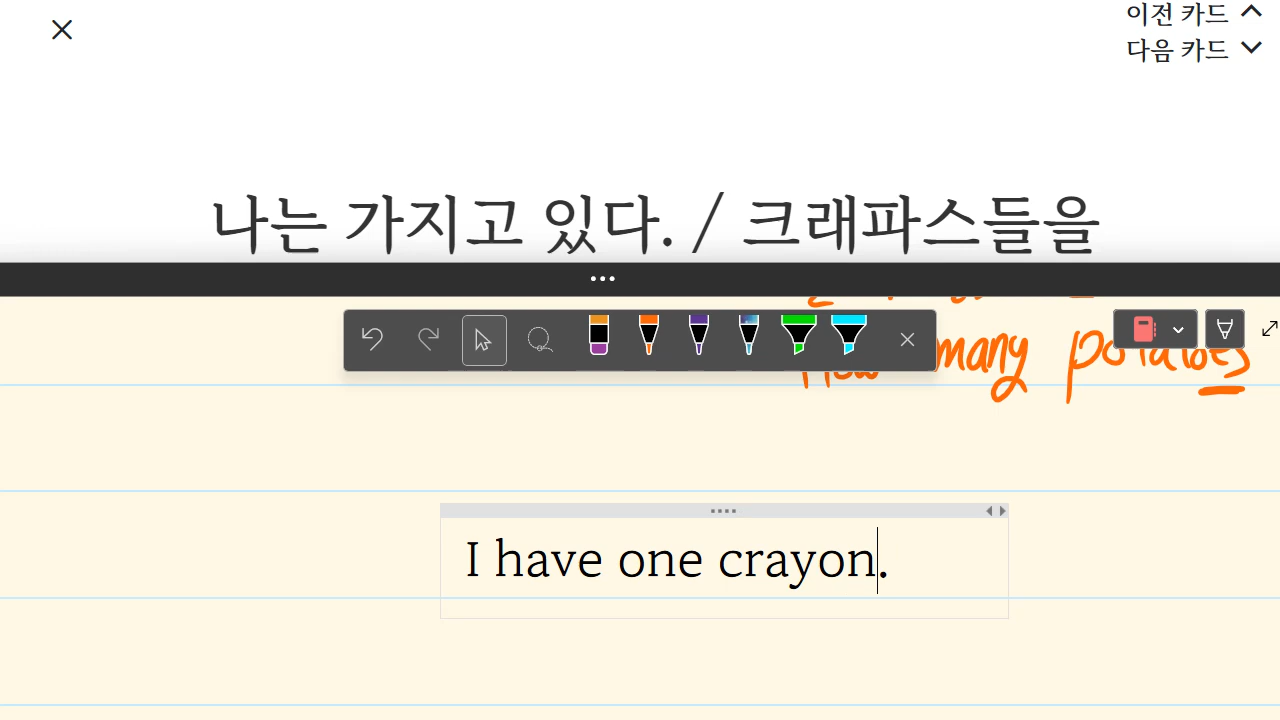 이전 카드
다음 카드
나는 가지고 있다. / 크래파스들을
many potatoes
I have one crayon.